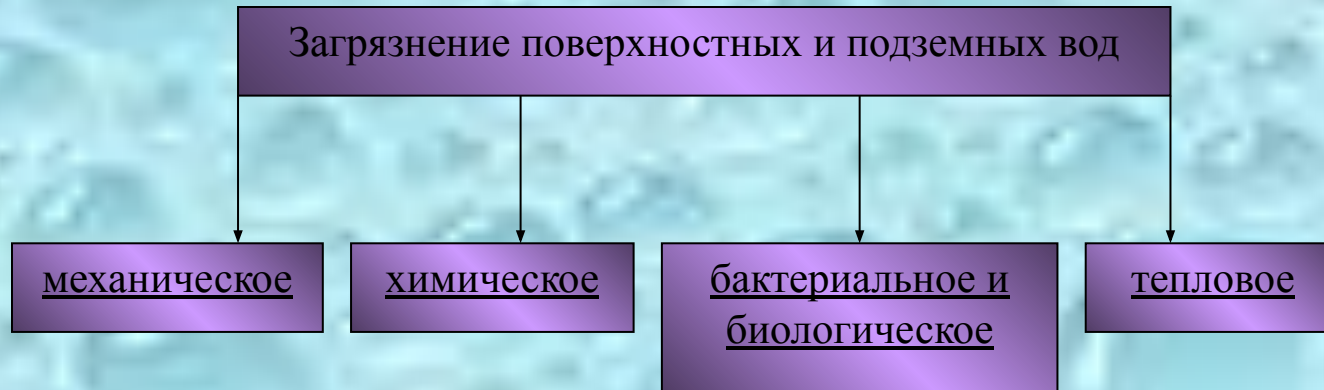 Загрязнение поверхностных и подземных вод
механическое
химическое
бактериальное и
биологическое
тепловое